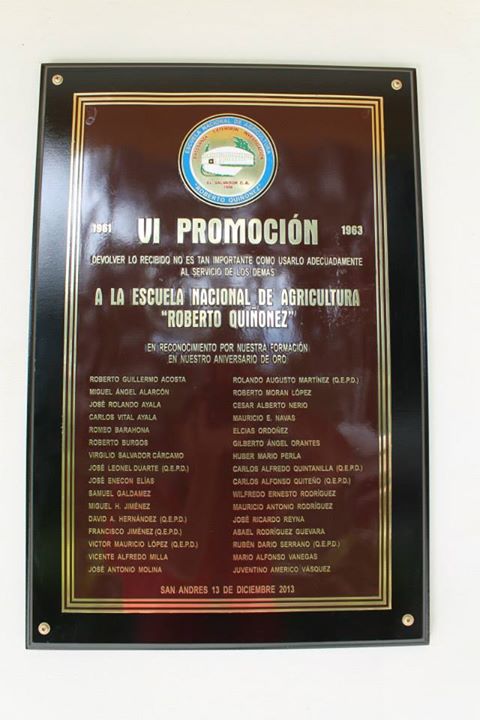 ESCUELA NACIONAL DE AGRICULTURA
ENSEÑANZA EXTENSIÓN INVESTIGACIÓN
EL SALVADOR C.A.
1956
ROBERTO QUIÑONEZ
1961 VI PROMOCIÓN 1963
DEVOLVER LO RECIBIDO NO ES TAN IMPORTANTE COMO USARLO ADECUADAMENTE
AL SERVICIO DE LOS DEMAS
A LA ESCUELA NACIONAL DE AGRICULTURA
"ROBERTO QUIÑONEZ"
EN RECONOCIMIENTO POR NUESTRA FORMACIÓN
EN NUESTRO ANIVERSARIO DE ORO
ROBERTO GUILLERMO ACOSTA
MIGUEL ÁNGEL ALARCÓN
JOSÉ ROLANDO AYALA
CARLOS VITAL AYALA
ROMEO BARAHONA
ROBERTO BURGOS
VIRGILIO SALVADOR CÁRCAMO
JOSÉ LEONEL DUARTE (Q.E.P.D.)
JOSÉ ENECON ELÍAS
SAMUEL GALDAMEZ
MIGUEL H. JIMÉNEZ
DAVID A. HERNÁNDEZ (Q.E.P.D.)
FRANCISCO JIMÉNEZ (Q.E.P.D.)
VICTOR MAURICIO LÓPEZ (Q.E.P.D.)
VICENTE ALFREDO MILLA
JOSÉ ANTONIO MOLINA
ROLANDO AUGUSTO MARTÍNEZ (Q.E.P.D.)
ROBERTO MORAN LÓPEZ
CESAR ALBERTO NERIO
MAURICIO E. NAVAS
ELCIAS ORDOÑEZ
GILBERTO ÁNGEL ORANTES
HUBER MARIO PERLA
CARLOS ALFREDO QUINTANILLA (Q.E.P.D.)
CARLOS ALFONSO QUITEÑO (Q.E.P.D.)
WILFREDO ERNESTO RODRÍGUEZ
MAURICIO ANTONIO RODRÍGUEZ
JOSÉ RICARDO REYNA
ABAEL RODRÍGUEZ GUEVARA
RUBÉN DARIO SERRANO (Q.E.P.D.)
MARIO ALFONSO VANEGAS
JUVENTINO AMERICO VÁSQUEZ
SAN ANDRES 13 DE DICIEMBRE 2013